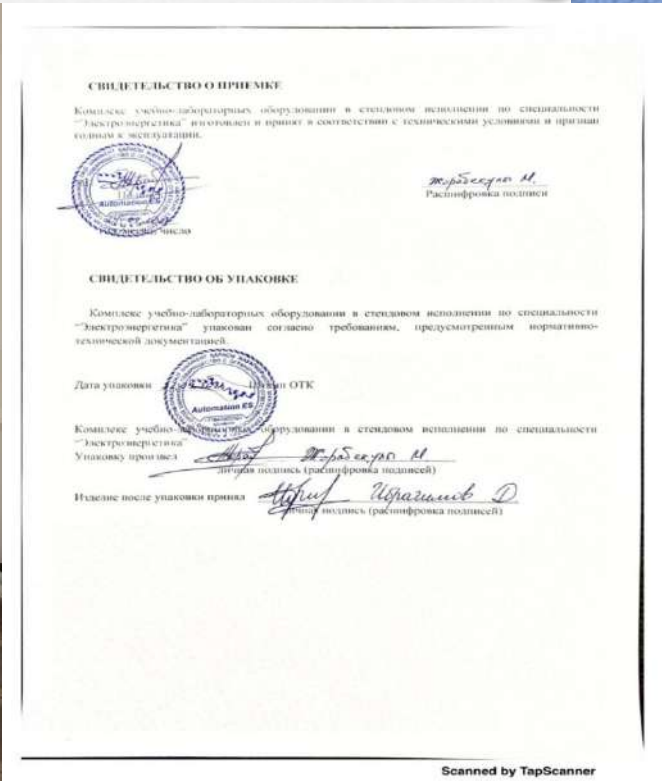 СВИДЕТЕЛЬСТВО О ПРИЕМКЕ
Комплекс учебно-лабораторных оборудовании в стендовом исполнении по специальности
"Электроэнергетика" изготовлен и принят в соответствии с техническими условиями и признан
годным к эксплуатации.
Automation ES
М.
Расшифровка подписи
число
СВИДЕТЕЛЬСТВО ОБ УПАКОВКЕ
Комплекс учебно-лабораторных оборудовании в стендовом исполнении по специальности
"Электроэнергетика" упакован согласно требованиям, предусмотренным нормативно-
технической документацией.
Дата упаковки ОТК
Automation ES
Комплекс учебно-лабораторных оборудовании в стендовом исполнении по специальности
"Электроэнергетика"
Упаковку произвел М
личная подпись (расшифровка подписей)
Изделие после упаковки принял Ибрагимов D
личная подпись (расшифровка подписей)
Scanned by TapScanner